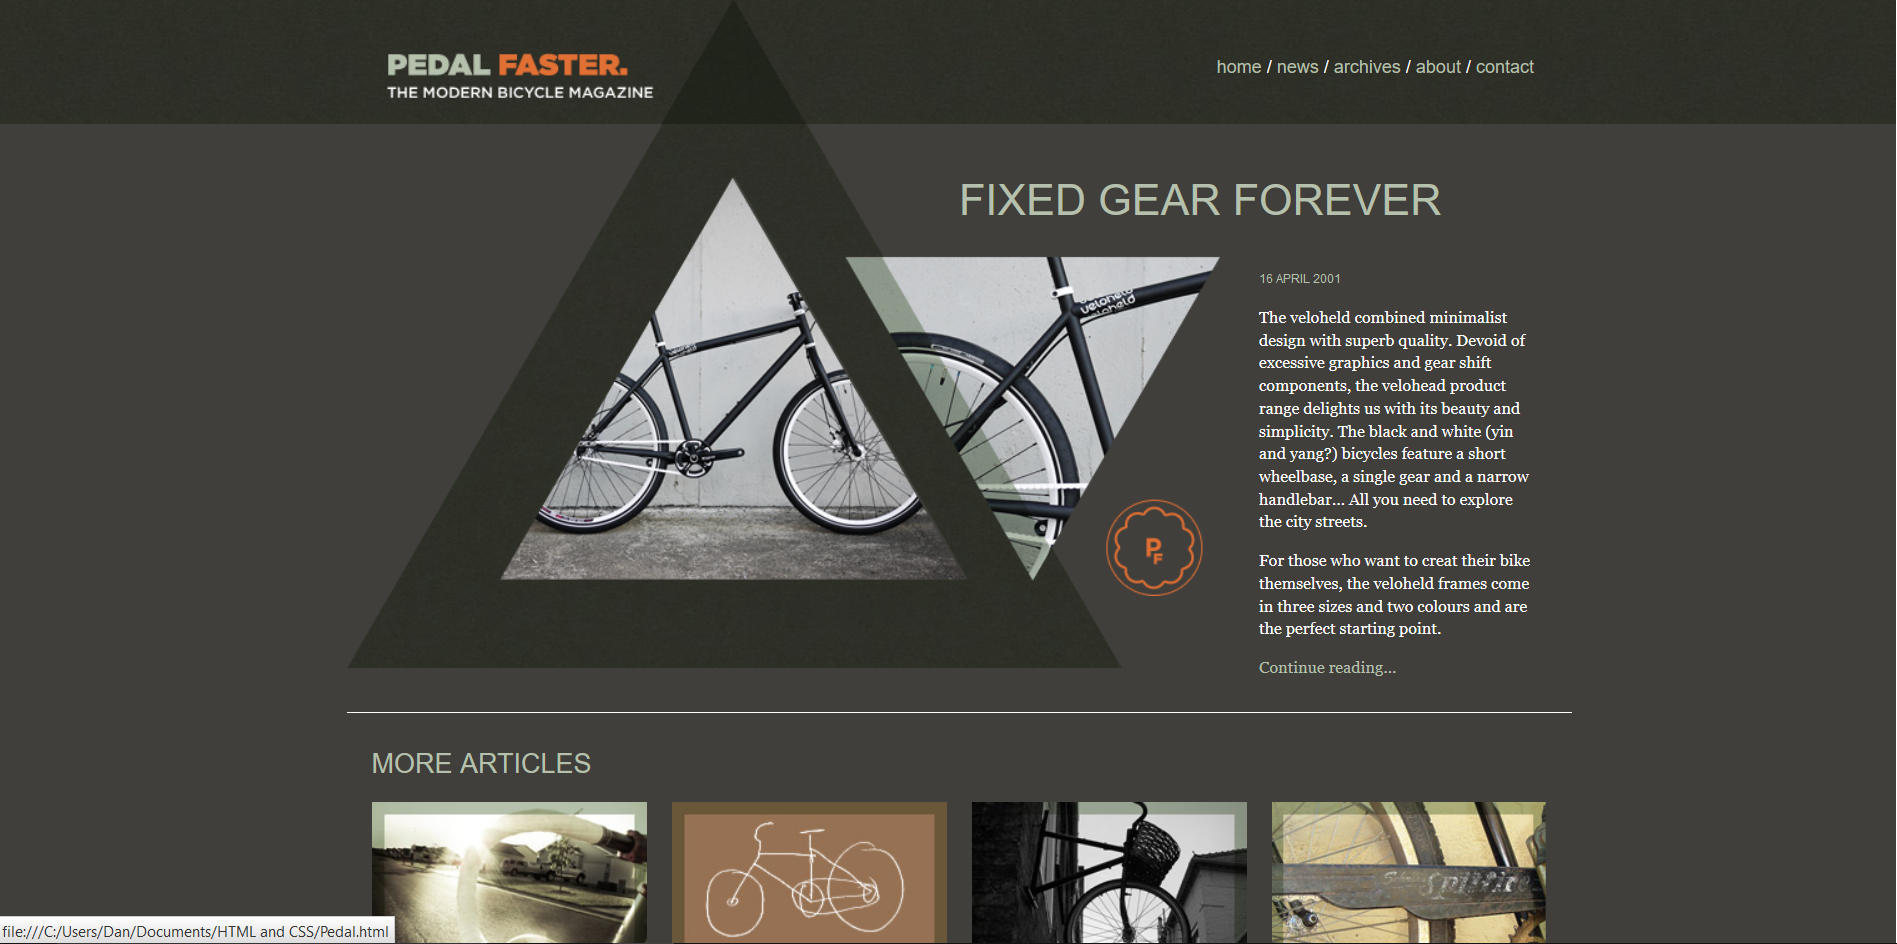 PEDAL FASTER.
THE MODERN BICYCLE MAGAZINE
home / news / archives / about / contact
FIXED GEAR FOREVER
veloheld
16 APRIL 2001
The veloheld combined minimalist
design with superb quality. Devoid of
excessive graphics and gear shift
components, the velohead product
range delights us with its beauty and
simplicity. The black and white (yin
and yang?) bicycles feature a short
wheelbase, a single gear and a narrow
handlebar... All you need to explore
the city streets.
PF
For those who want to creat their bike
themselves, the veloheld frames come
in three sizes and two colours and are
the perfect starting point.
Continue reading...
MORE ARTICLES
Spitfire
file:///C:/Users/Dan/Documents/HTML and CSS/Pedal.html